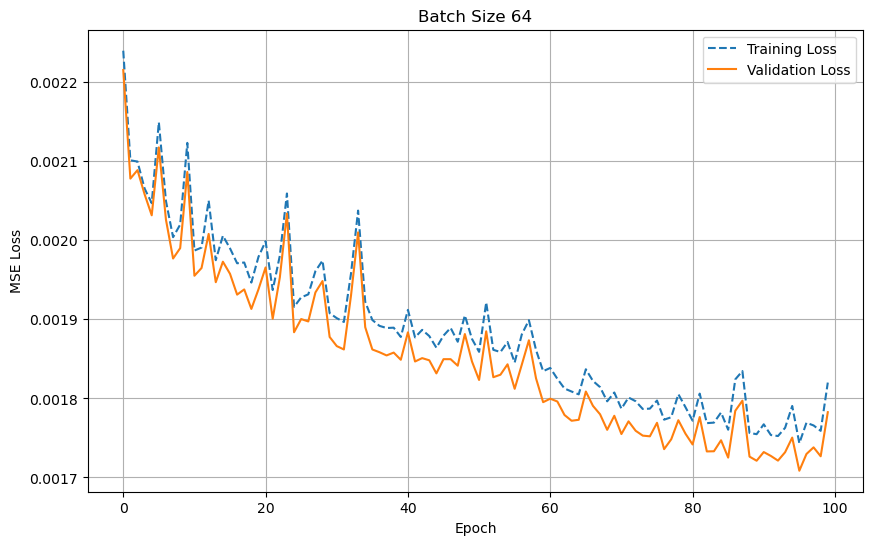 Batch Size 64
Training Loss
Validation Loss
MSE Loss
0.0022
0.0021
0.0020
0.0019
0.0018
0.0017
0 20 40 60 80 100
Epoch